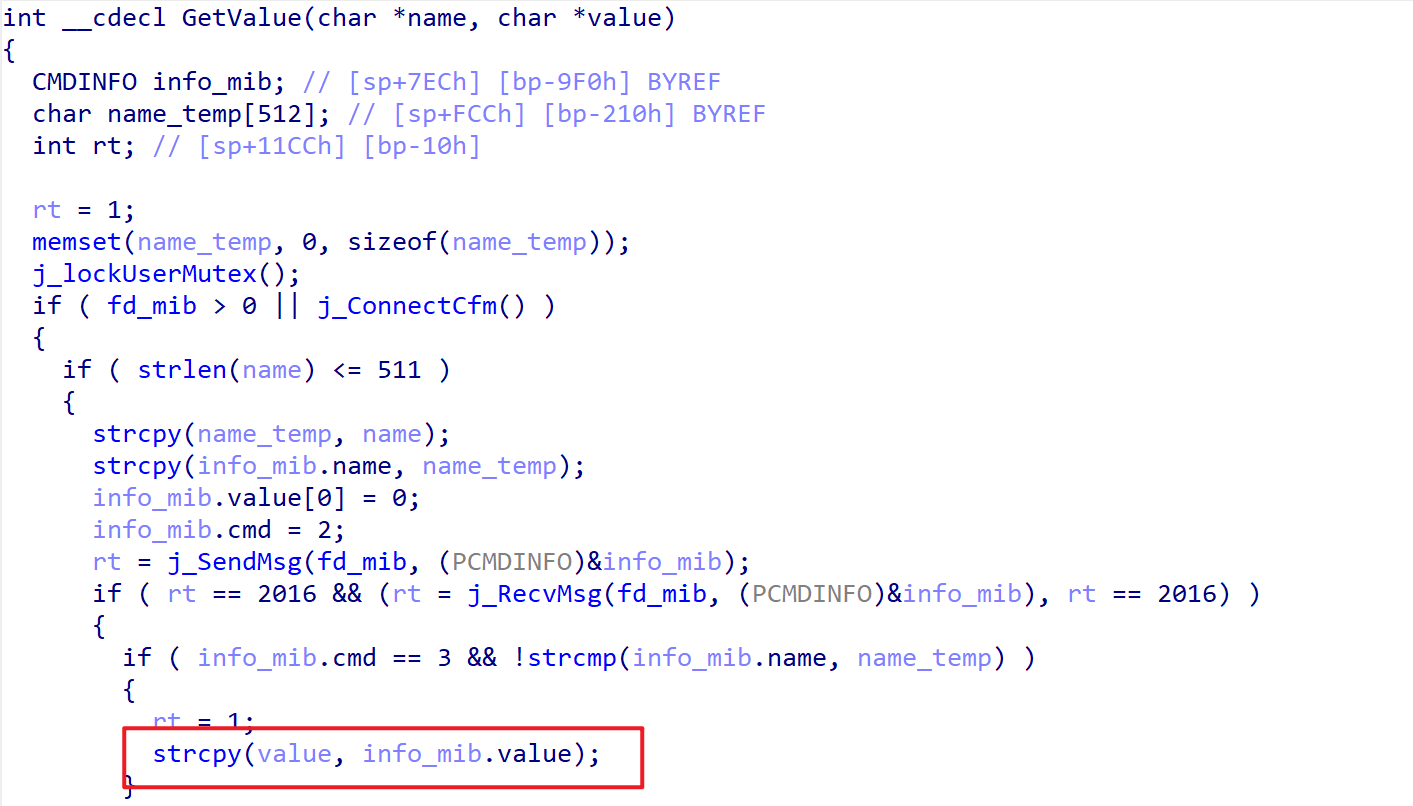 int __cdecl GetValue(char *name, char *value)
{
  CMDINFO info_mib; // [sp+7ECh] [bp-9F0h] BYREF
  char name_temp[512]; // [sp+FCCh] [bp-210h] BYREF
  int rt; // [sp+11CCh] [bp-10h]

  rt = 1;
  memset(name_temp, 0, sizeof(name_temp));
  j_lockUserMutex();
  if ( fd_mib > 0 || j_ConnectCfm() )
  {
    if ( strlen(name) <= 511 )
    {
      strcpy(name_temp, name);
      strcpy(info_mib.name, name_temp);
      info_mib.value[0] = 0;
      info_mib.cmd = 2;
      rt = j_SendMsg(fd_mib, (PCMDINFO)&info_mib);
      if ( rt == 2016 && (rt = j_RecvMsg(fd_mib, (PCMDINFO)&info_mib), rt == 2016) )
      {
        if ( info_mib.cmd == 3 && !strcmp(info_mib.name, name_temp) )
        {
          rt = 1;
          strcpy(value, info_mib.value);
        }